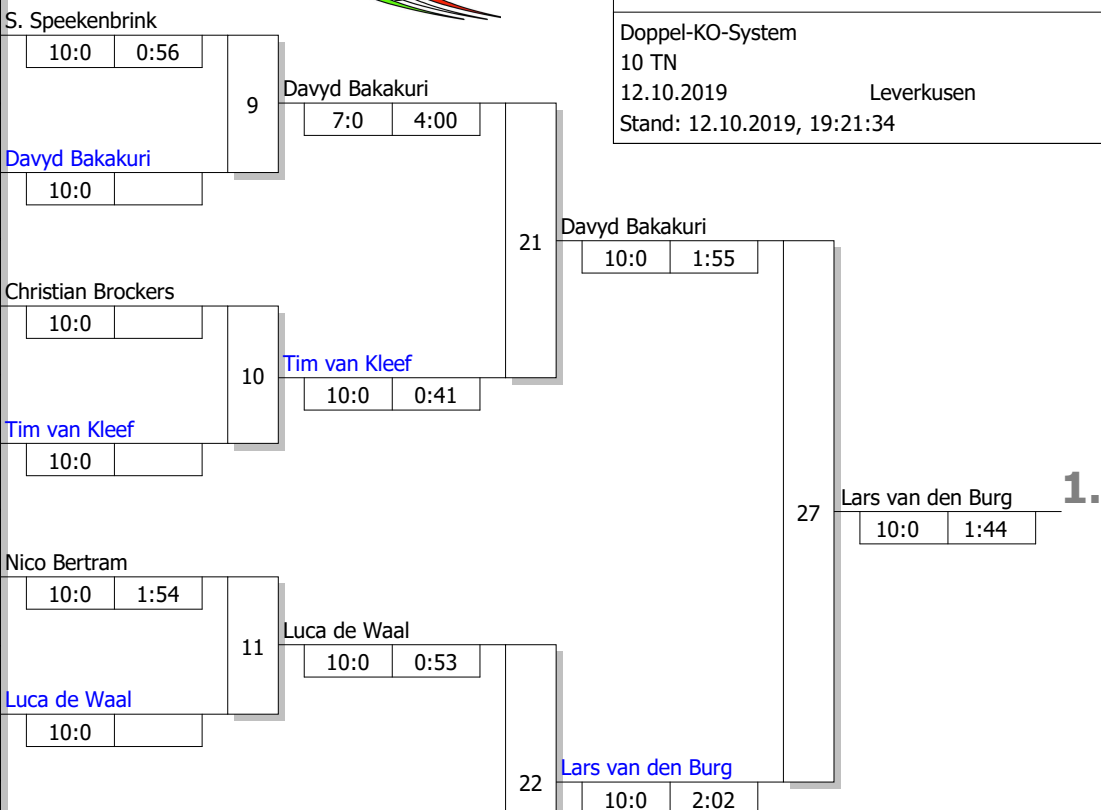 S. Speekenbrink
10:0 0:56
9
Davyd Bakakuri
7:0 4:00
Davyd Bakakuri
10:0
Doppel-KO-System
10 TN
12.10.2019 Leverkusen
Stand: 12.10.2019, 19:21:34
21
Davyd Bakakuri
10:0 1:55
Christian Brockers
10:0
10
Tim van Kleef
10:0 0:41
Tim van Kleef
10:0
27
Lars van den Burg 1.
10:0 1:44
Nico Bertram
10:0 1:54
11
Luca de Waal
10:0 0:53
Luca de Waal
10:0
22
Lars van den Burg
10:0 2:02